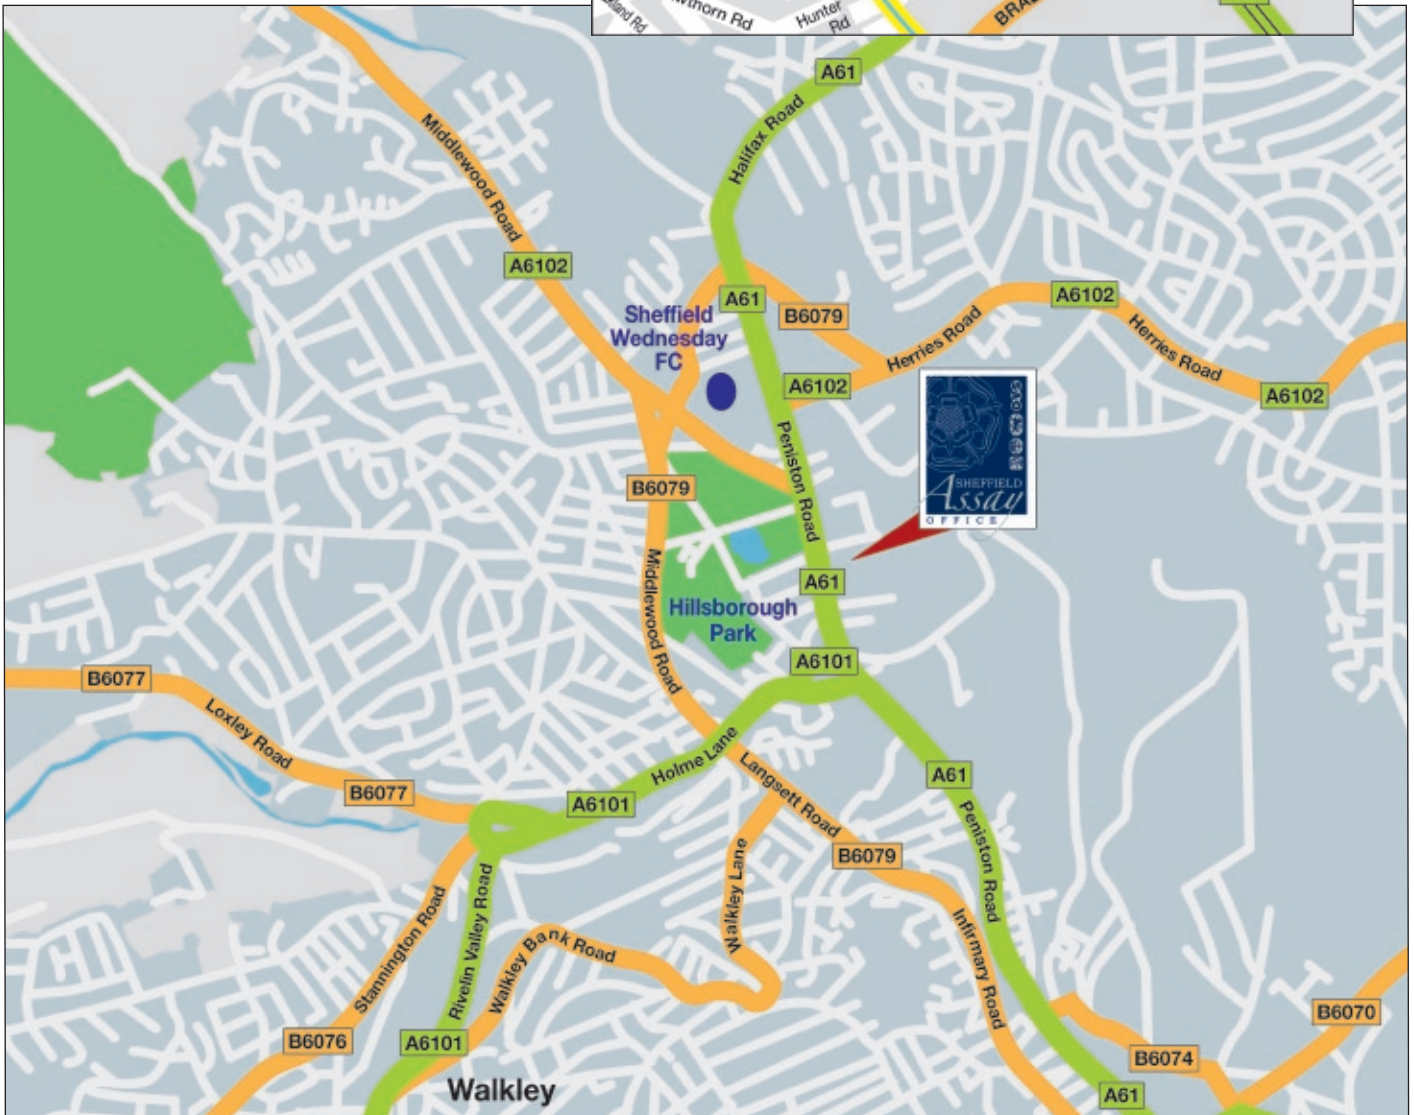 wthorn Rd
Hunter
Rd
A61
Halifax Road
Middlewood Road
A6102
A61
B6079
A6102
Herries Road
Herries Road
A6102
A6102
Sheffield
Wednesday
FC
Peniston Road
B6079
SHEFFIELD
Assay
OFFICE
A61
Middlewood Road
Hillsborough
Park
A6101
B6077
Loxley Road
B6077
A6101
Holme Lane
Langsett Road
A61
Peniston Road
B6079
Walkley Lane
Infirmary Road
Stannington Road
Rivelin Valley Road
Walkley Bank Road
B6076
A6101
Walkley
B6070
B6074
A61